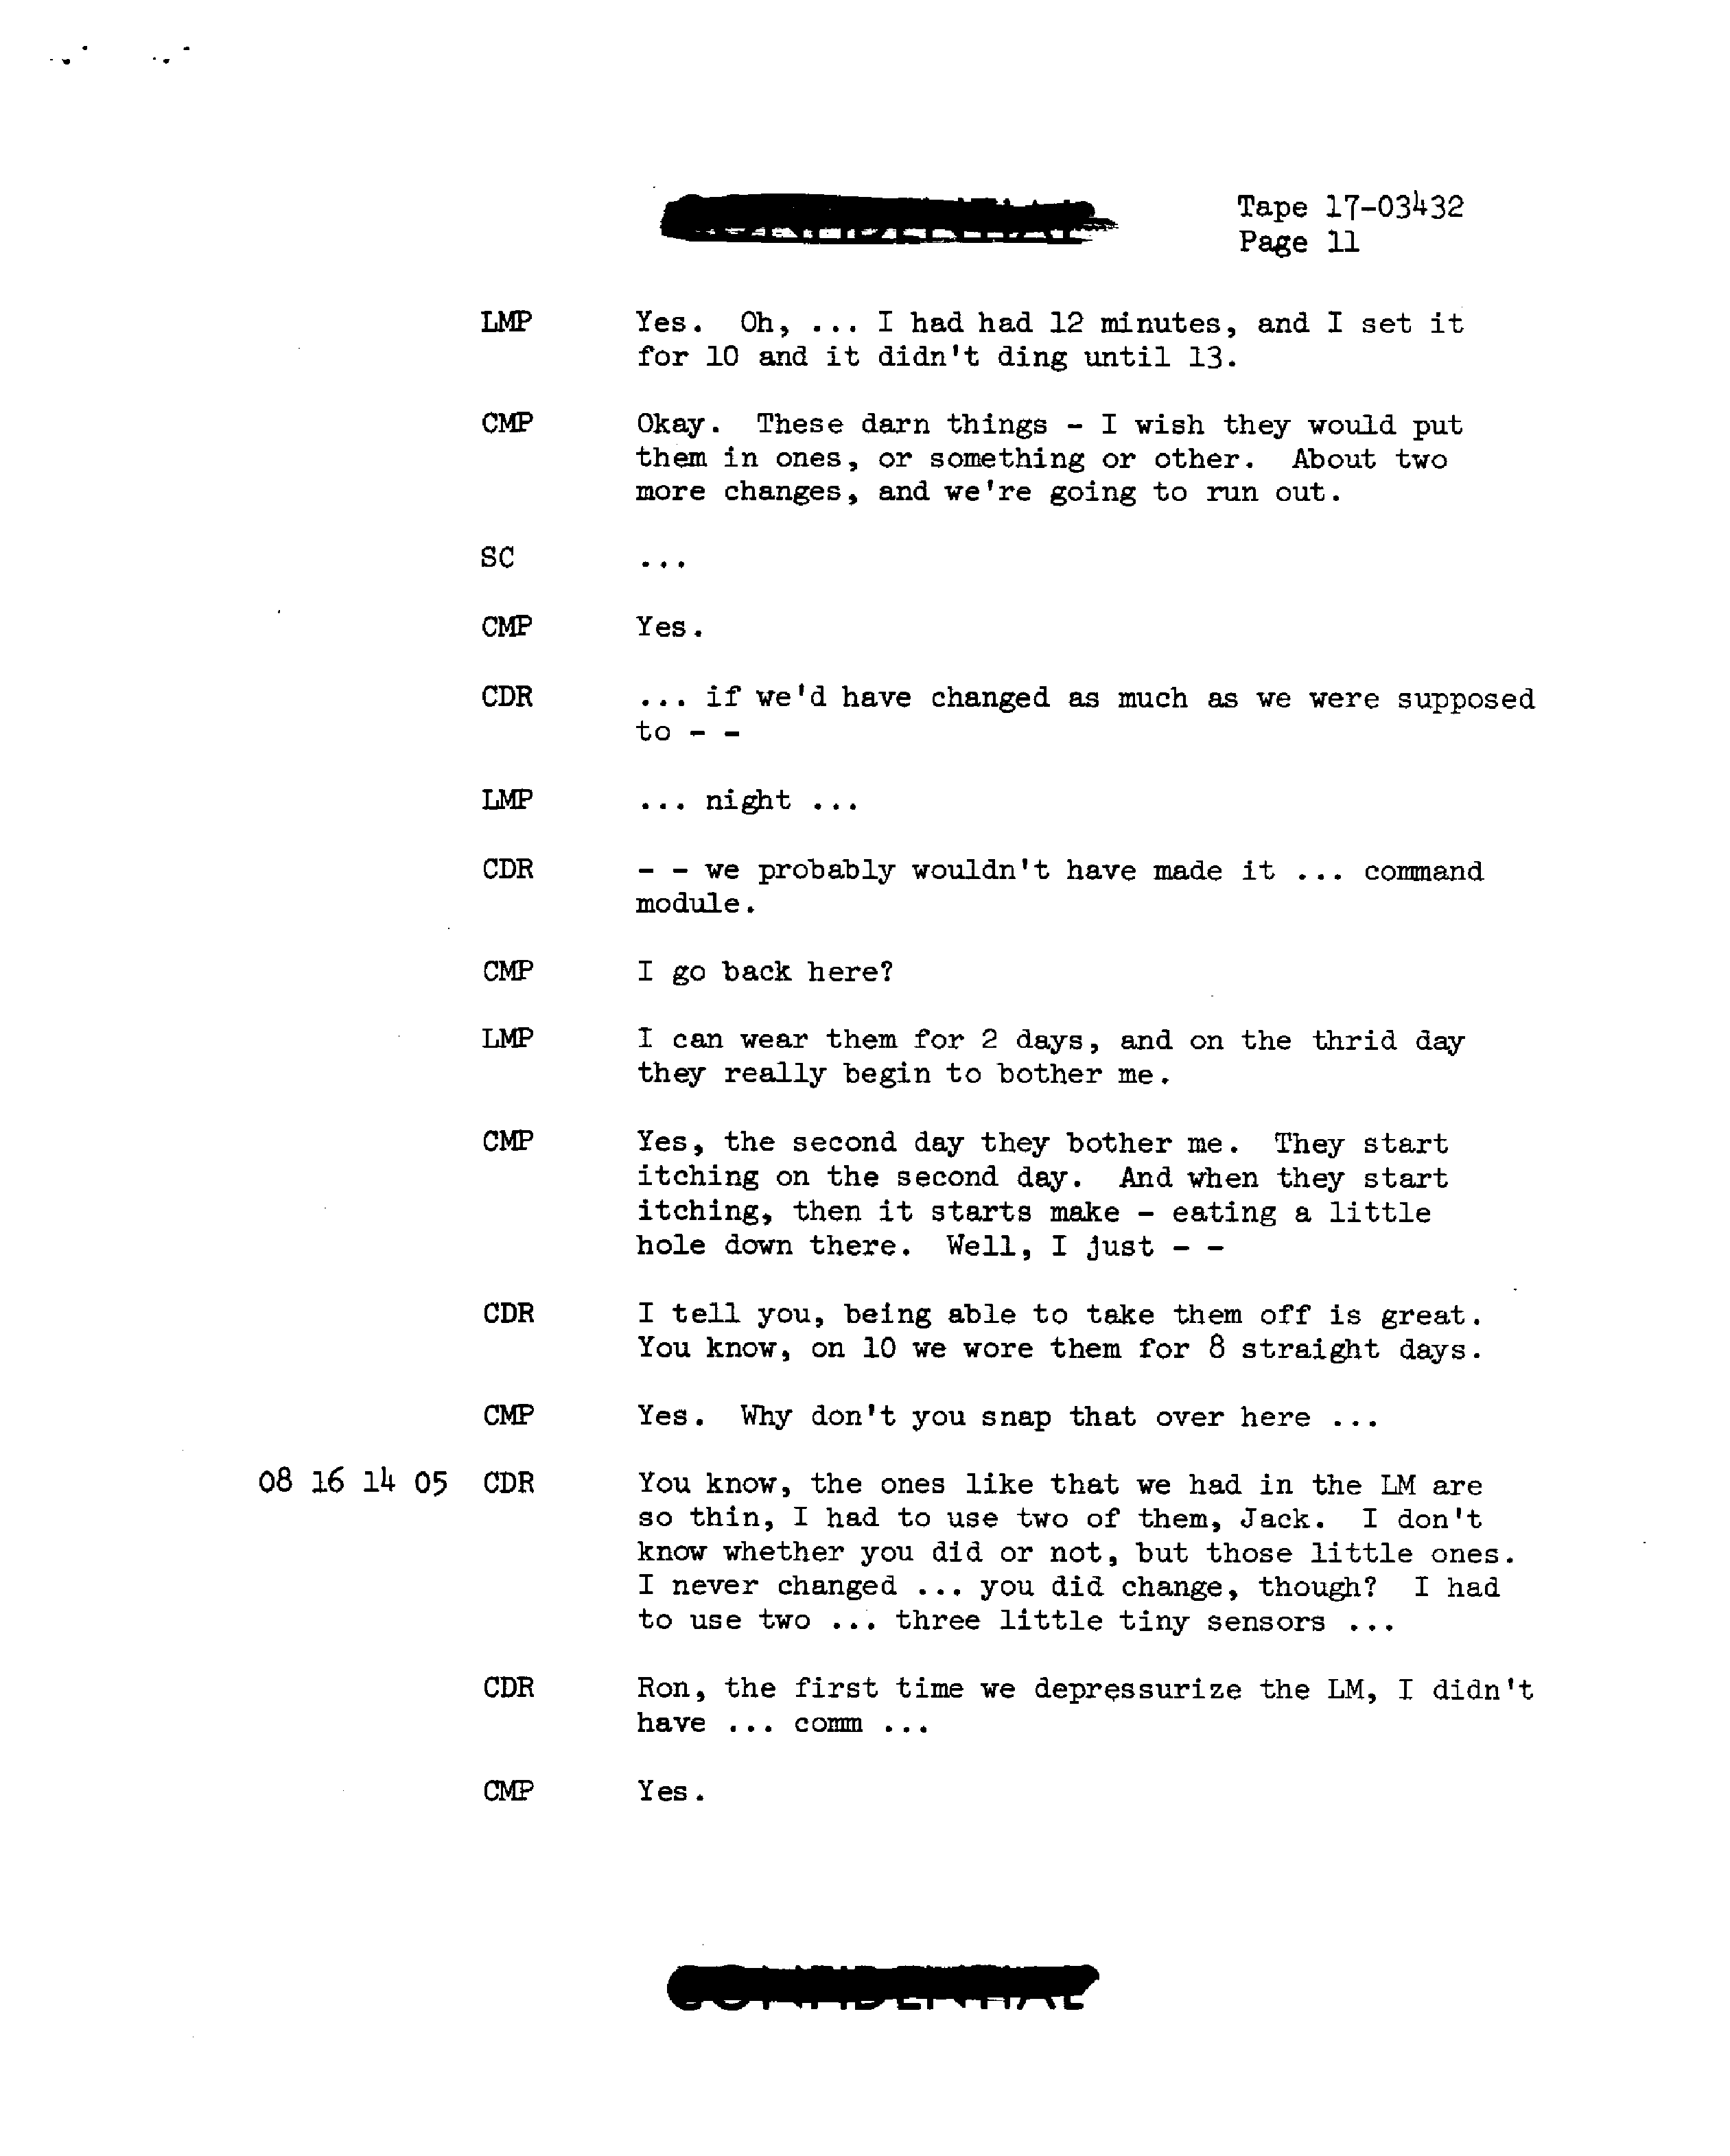 Tape 17-03432
Page 11
LMP Yes. Oh, ... I had had 12 minutes, and I set it
for 10 and it didn't ding until 13.
CMP Okay. These darn things - I wish they would put
them in ones, or something or other. About two
more changes, and we're going to run out.
SC ...
CMP Yes.
CDR ... if we'd have changed as much as we were supposed
to - -
LMP ... night ...
CDR - - we probably wouldn't have made it ... command
module.
CMP I go back here?
LMP I can wear them for 2 days, and on the thrid day
they really begin to bother me.
CMP Yes, the second day they bother me. They start
itching on the second day. And when they start
itching, then it starts make - eating a little
hole down there. Well, I just - -
CDR I tell you, being able to take them off is great.
You know, on 10 we wore them for 8 straight days.
CMP Yes. Why don't you snap that over here ...
08 16 14 05 CDR You know, the ones like that we had in the LM are
so thin, I had to use two of them, Jack. I don't
know whether you did or not, but those little ones.
I never changed ... you did change, though? I had
to use two ... three little tiny sensors ...
CDR Ron, the first time we depressurize the LM, I didn't
have ... comm ...
CMP Yes.